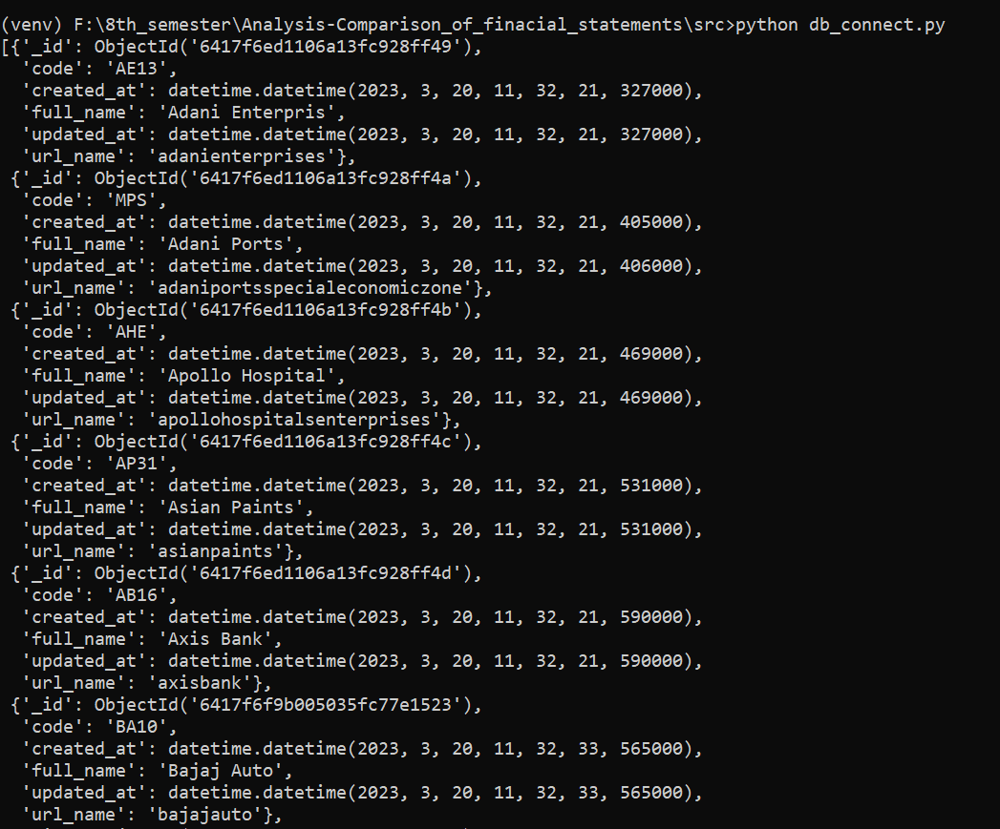 (venv) F:\8th_semester\Analysis-Comparison_of_finacial_statements\src>python db_connect.py
[{'_id': ObjectId('6417f6ed1106a13fc928ff49'),
  'code': 'AE13',
  'created_at': datetime.datetime(2023, 3, 20, 11, 32, 21, 327000),
  'full_name': 'Adani Enterpris',
  'updated_at': datetime.datetime(2023, 3, 20, 11, 32, 21, 327000),
  'url_name': 'adanienterprises'},
 {'_id': ObjectId('6417f6ed1106a13fc928ff4a'),
  'code': 'MPS',
  'created_at': datetime.datetime(2023, 3, 20, 11, 32, 21, 405000),
  'full_name': 'Adani Ports',
  'updated_at': datetime.datetime(2023, 3, 20, 11, 32, 21, 406000),
  'url_name': 'adaniportsspecialeconomiczone'},
 {'_id': ObjectId('6417f6ed1106a13fc928ff4b'),
  'code': 'AHE',
  'created_at': datetime.datetime(2023, 3, 20, 11, 32, 21, 469000),
  'full_name': 'Apollo Hospital',
  'updated_at': datetime.datetime(2023, 3, 20, 11, 32, 21, 469000),
  'url_name': 'apollohospitalsenterprises'},
 {'_id': ObjectId('6417f6ed1106a13fc928ff4c'),
  'code': 'AP31',
  'created_at': datetime.datetime(2023, 3, 20, 11, 32, 21, 531000),
  'full_name': 'Asian Paints',
  'updated_at': datetime.datetime(2023, 3, 20, 11, 32, 21, 531000),
  'url_name': 'asianpaints'},
 {'_id': ObjectId('6417f6ed1106a13fc928ff4d'),
  'code': 'AB16',
  'created_at': datetime.datetime(2023, 3, 20, 11, 32, 21, 590000),
  'full_name': 'Axis Bank',
  'updated_at': datetime.datetime(2023, 3, 20, 11, 32, 21, 590000),
  'url_name': 'axisbank'},
 {'_id': ObjectId('6417f6f9b005035fc77e1523'),
  'code': 'BA10',
  'created_at': datetime.datetime(2023, 3, 20, 11, 32, 33, 565000),
  'full_name': 'Bajaj Auto',
  'updated_at': datetime.datetime(2023, 3, 20, 11, 32, 33, 565000),
  'url_name': 'bajajauto'},